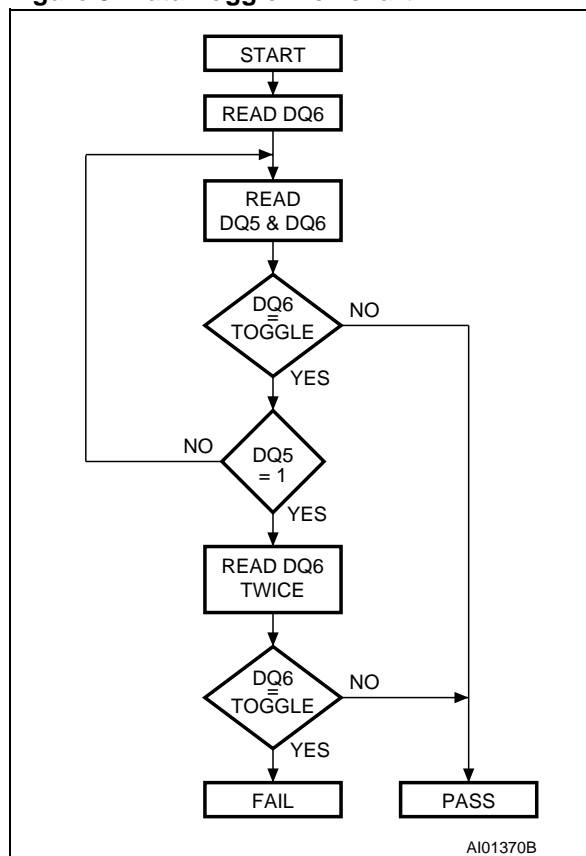 START
READ DQ6
READ
DQ5 & DQ6
DQ6
=
TOGGLE
NO
YES
NO
DQ5
= 1
YES
READ DQ6
TWICE
DQ6
=
TOGGLE
NO
YES
FAIL
PASS
AI01370B